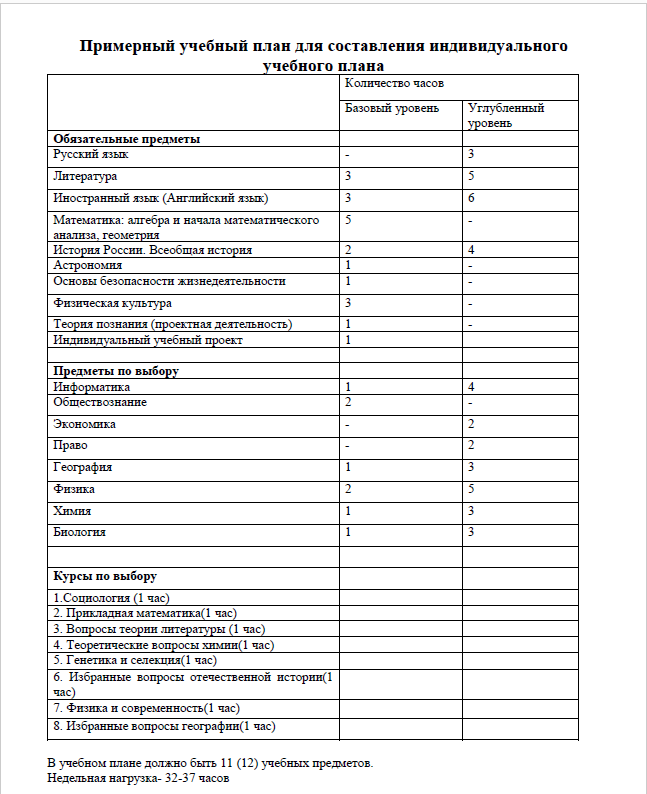 Примерный учебный план для составления индивидуального
учебного плана
Количество часов
Базовый уровень Углубленный
уровень
Обязательные предметы
Русский язык - 3
Литература 3 5
Иностранный язык (Английский язык) 3 6
Математика: алгебра и начала математического
анализа, геометрия 5 -
История России. Всеобщая история 2 4
Астрономия 1 -
Основы безопасности жизнедеятельности 1 -
Физическая культура 3 -
Теория познания (проектная деятельность) 1 -
Индивидуальный учебный проект 1
Предметы по выбору
Информатика 1 4
Обществознание 2 -
Экономика - 2
Право - 2
География 1 3
Физика 2 5
Химия 1 3
Биология 1 3
Курсы по выбору
1.Социология (1 час)
2. Прикладная математика(1 час)
3. Вопросы теории литературы (1 час)
4. Теоретические вопросы химии(1 час)
5. Генетика и селекция(1 час)
6. Избранные вопросы отечественной истории(1
час)
7. Физика и современность(1 час)
8. Избранные вопросы географии(1 час)
В учебном плане должно быть 11 (12) учебных предметов.
Недельная нагрузка- 32-37 часов